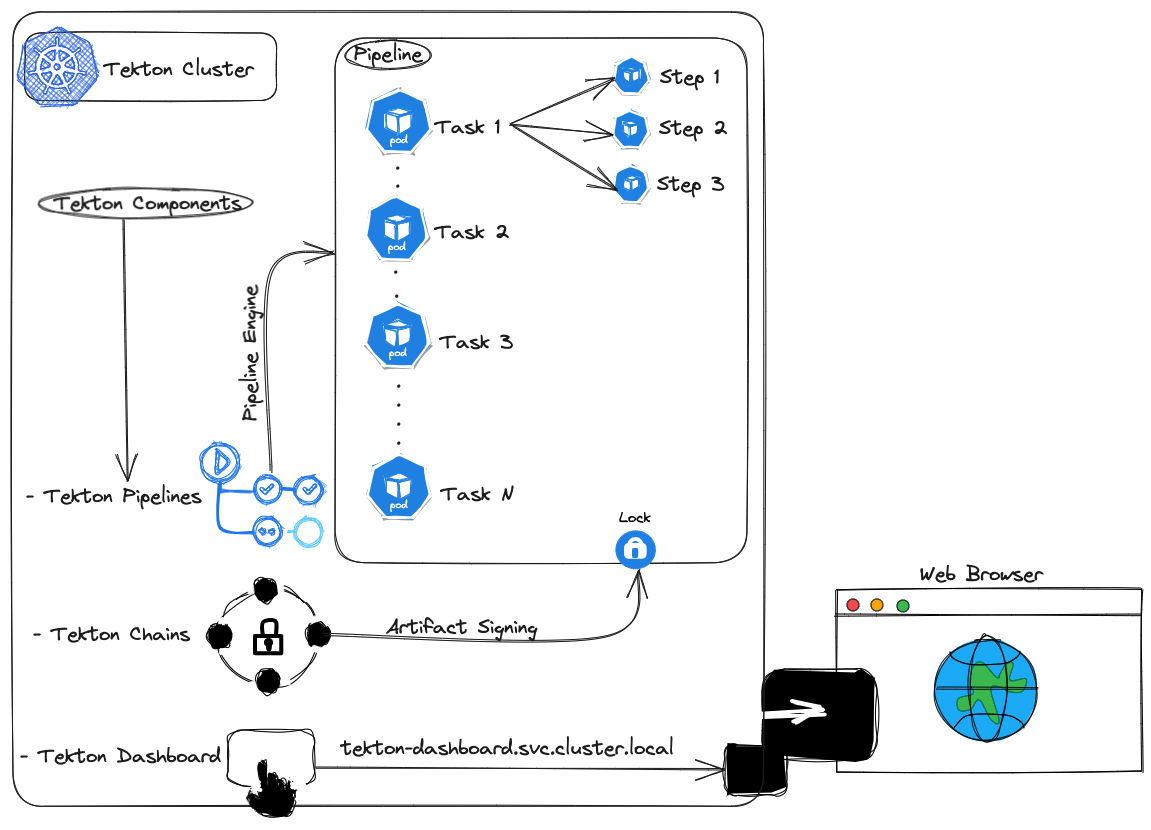 Tekton Cluster
Pipeline
Step 1
Task 1
pod
Step 2
Step 3
Tekton Components
Task 2
pod
Pipeline Engine
Task 3
pod
- Tekton Pipelines
Task N
pod
Lock
Web Browser
- Tekton Chains
Artifact Signing
- Tekton Dashboard
tekton-dashboard.svc.cluster.local